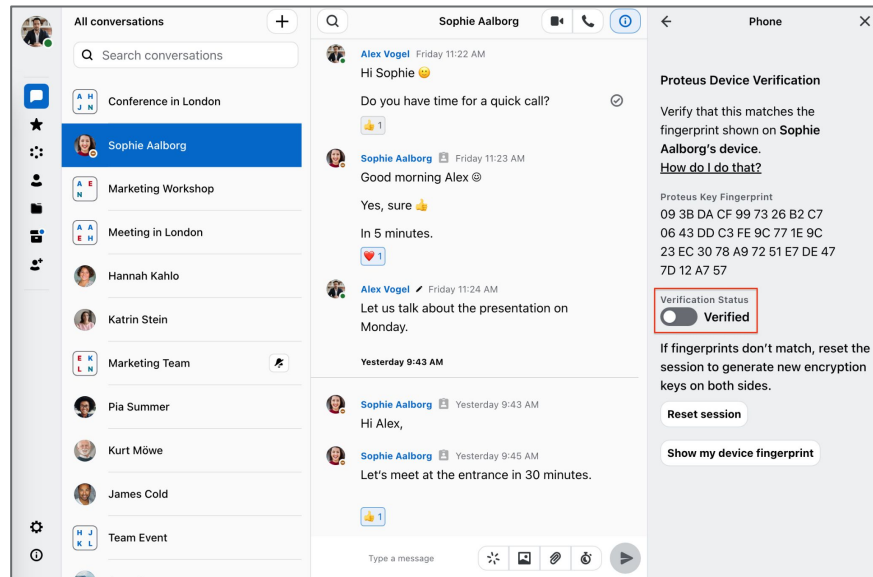 All conversations
+
Search conversations
A H
J N
Conference in London
Sophie Aalborg
A E
N
Marketing Workshop
A A
E H
Meeting in London
Hannah Kahlo
Katrin Stein
E K
L N
Marketing Team
Pia Summer
Kurt Möwe
James Cold
H J
K L
Team Event
Sophie Aalborg
Alex Vogel Friday 11:22 AM
Hi Sophie 🙂
Do you have time for a quick call?
👍 1
Sophie Aalborg Friday 11:23 AM
Good morning Alex ☺
Yes, sure 👍
In 5 minutes.
❤️ 1
Alex Vogel Friday 11:24 AM
Let us talk about the presentation on
Monday.
Yesterday 9:43 AM
Sophie Aalborg Yesterday 9:43 AM
Hi Alex,
Sophie Aalborg Yesterday 9:45 AM
Let's meet at the entrance in 30 minutes.
👍 1
Type a message
Phone
Proteus Device Verification
Verify that this matches the
fingerprint shown on Sophie
Aalborg's device.
How do I do that?
Proteus Key Fingerprint
09 3B DA CF 99 73 26 B2 C7
06 43 DD C3 FE 9C 77 1E 9C
23 EC 30 78 A9 72 51 E7 DE 47
7D 12 A7 57
Verification Status
Verified
If fingerprints don't match, reset the
session to generate new encryption
keys on both sides.
Reset session
Show my device fingerprint